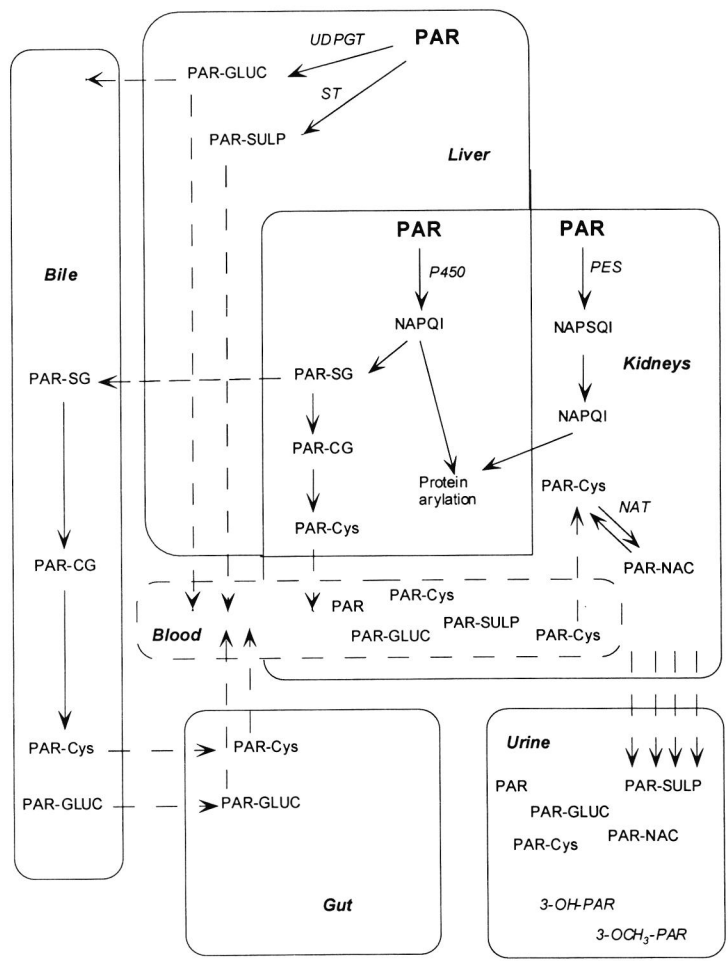 UDPGT
PAR
PAR-GLUC
ST
PAR-SULP
Liver
PAR
PAR
P450
PES
Bile
NAPQI
NAPSQI
Kidneys
PAR-SG
PAR-SG
NAPQI
PAR-CG
Protein
arylation
PAR-Cys
NAT
PAR-Cys
PAR-CG
PAR-NAC
PAR-Cys
PAR
PAR-SULP
Blood
PAR-GLUC
PAR-Cys
PAR-Cys
PAR-Cys
Urine
PAR-GLUC
PAR-GLUC
PAR
PAR-SULP
PAR-GLUC
PAR-Cys
PAR-NAC
Gut
3-OH-PAR
3-OCH₃-PAR